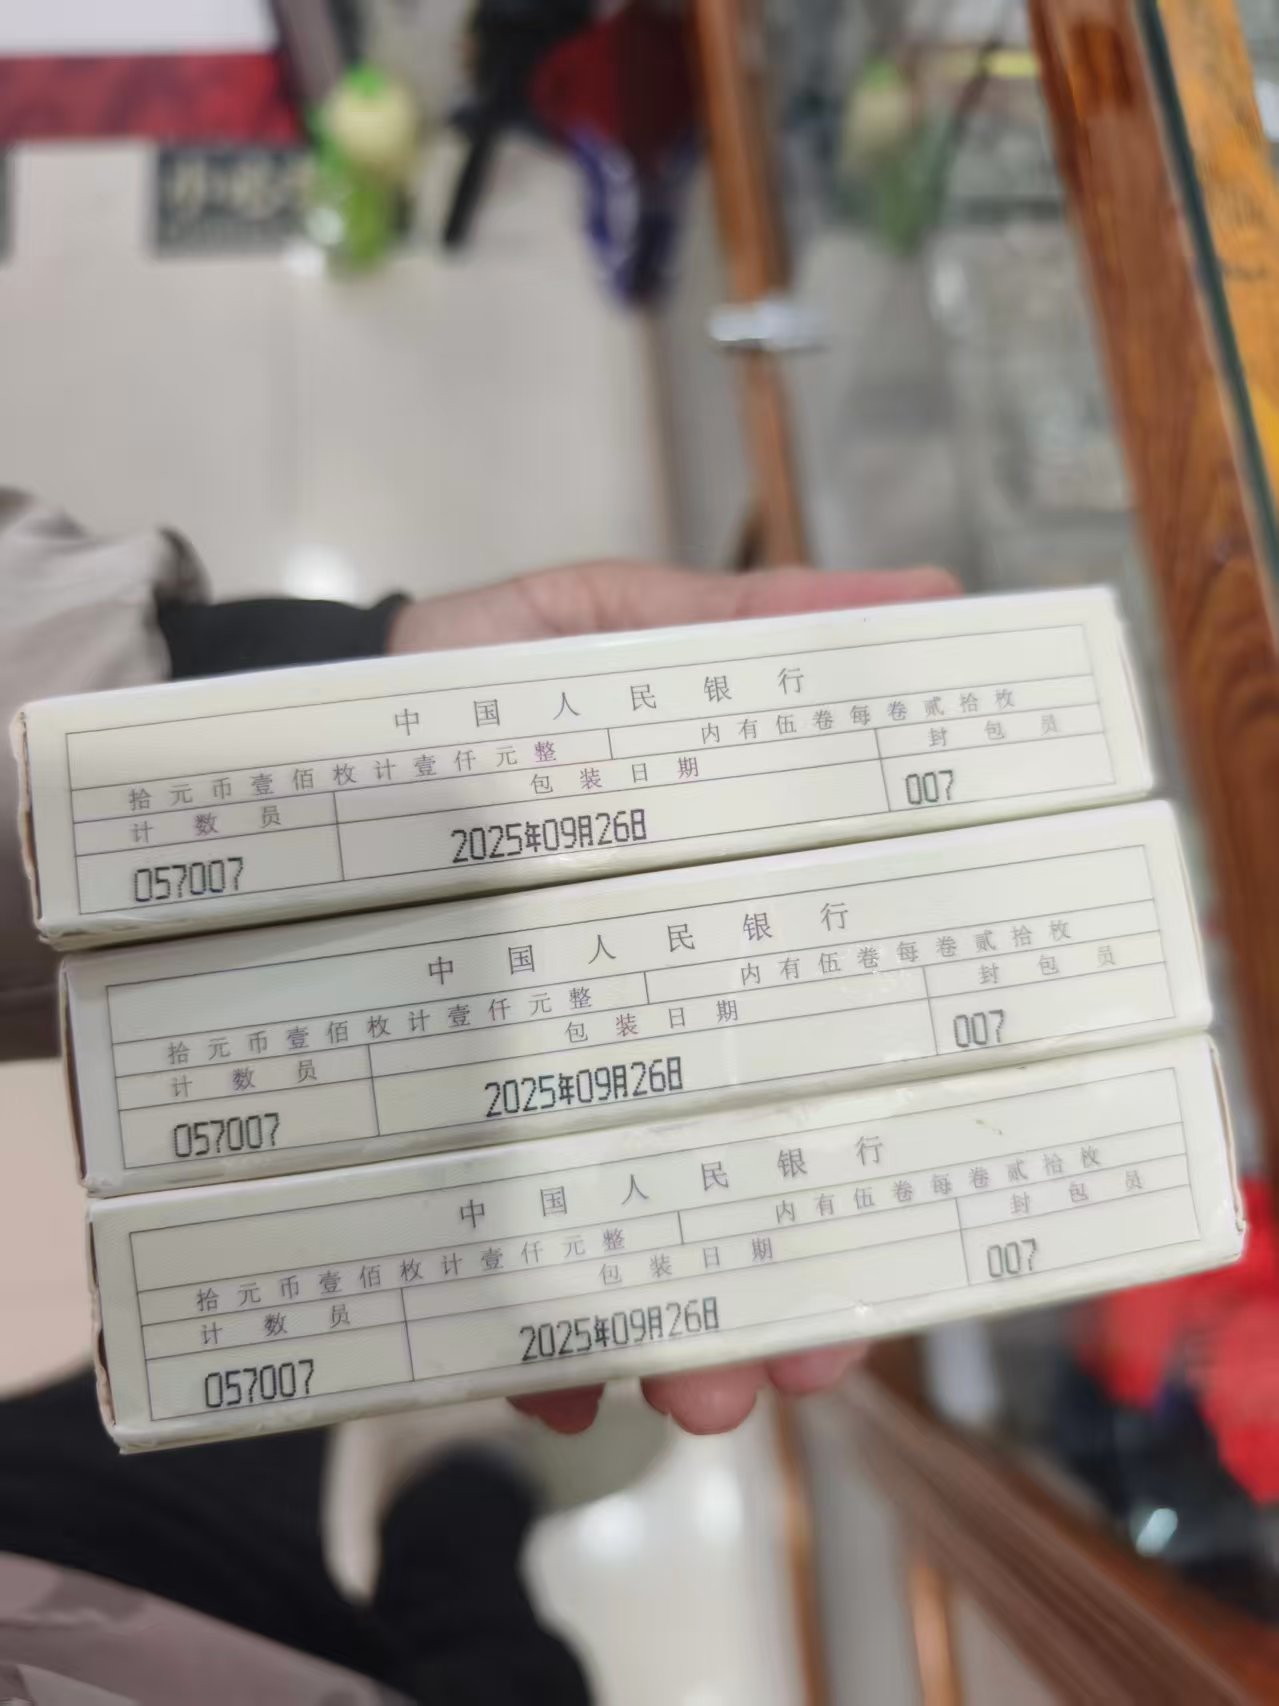 中国人民银行
拾元币壹佰枚计壹仟元整 内有伍卷每卷贰拾枚
计数员 包装日期 封包员
057007 2025年09月26日 007
中国人民银行
拾元币壹佰枚计壹仟元整 内有伍卷每卷贰拾枚
计数员 包装日期 封包员
057007 2025年09月26日 007
中国人民银行
拾元币壹佰枚计壹仟元整 内有伍卷每卷贰拾枚
计数员 包装日期 封包员
057007 2025年09月26日 007